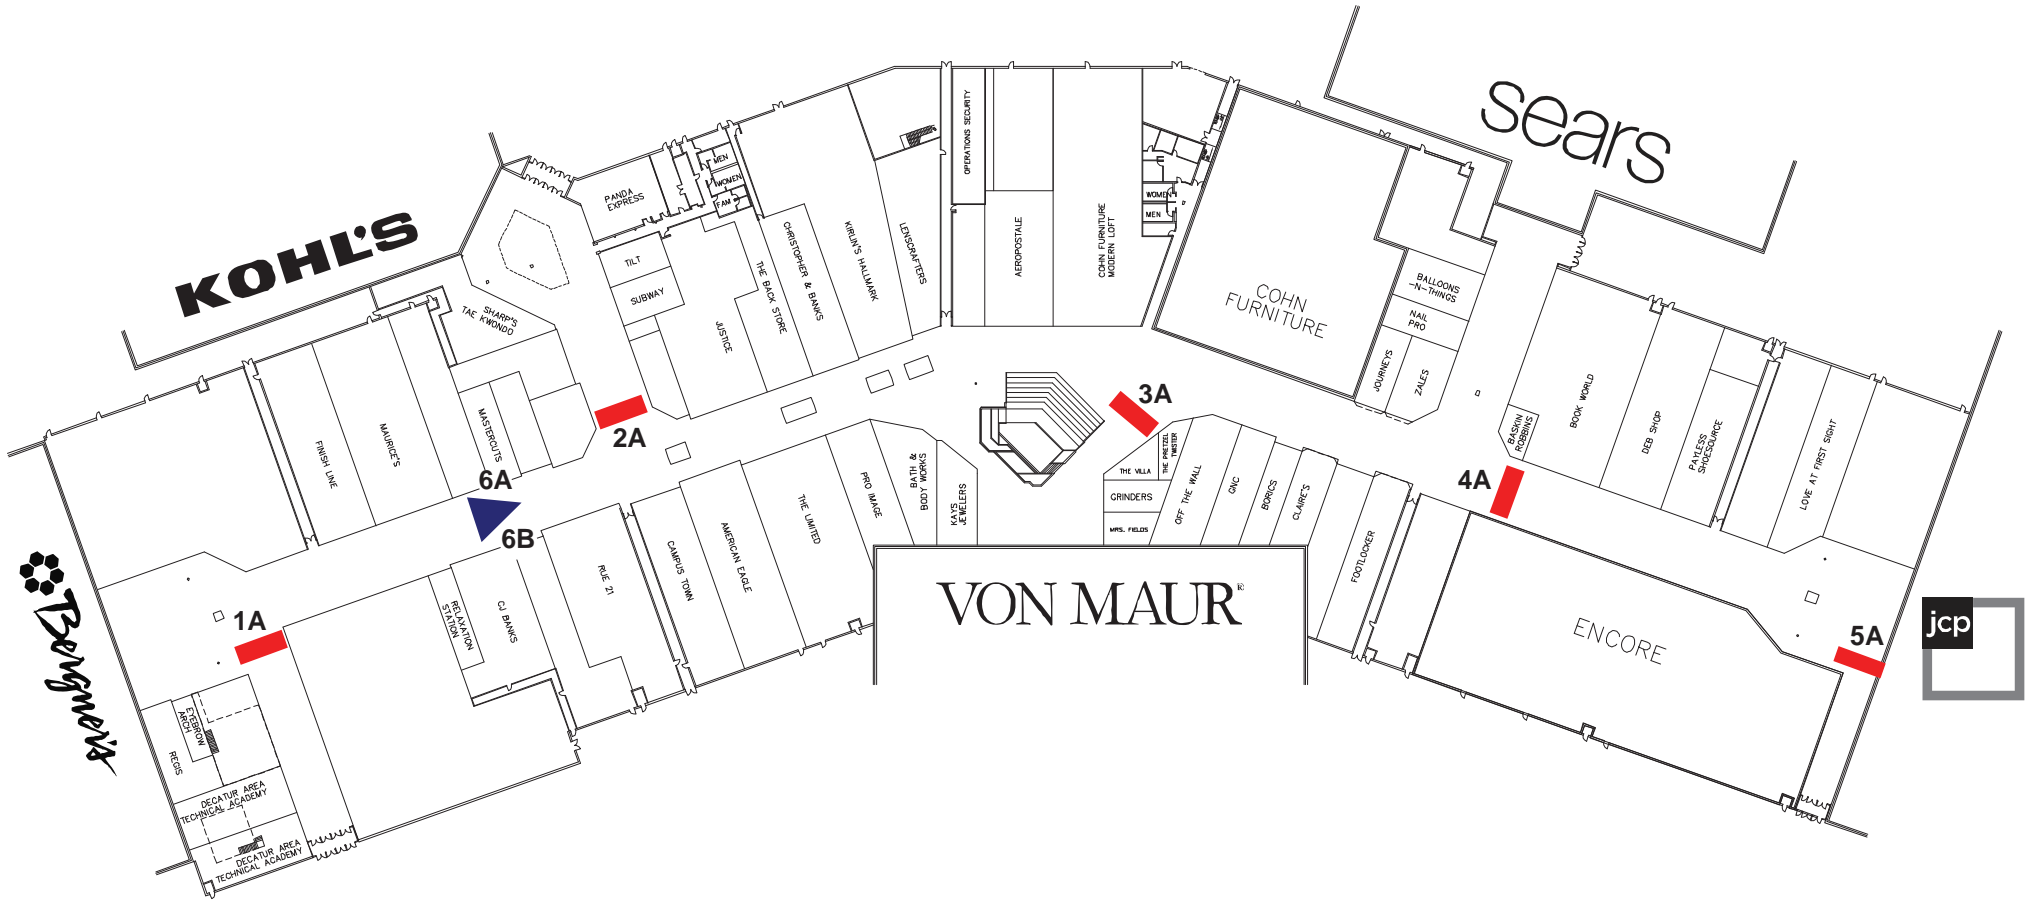 KOHL'S
Bergner's
sears
VON MAUR®
jcp
1A
2A
3A
4A
5A
6A
6B
PANDA
EXPRESS
MEN
WOMEN
FAM
TILT
SUBWAY
SHARP'S
TAE KWONDO
JUSTICE
THE BACK STORE
CHRISTOPHER & BANKS
KIRLIN'S HALLMARK
LENSCRAFTERS
OPERATIONS SECURITY
AEROPOSTALE
COHN FURNITURE
MODERN LOFT
WOMEN
MEN
COHN
FURNITURE
BALLOONS
-N-THINGS
NAIL
PRO
JOURNEYS
ZALES
BASKIN
ROBBINS
BOOK WORLD
DEB SHOP
PAYLESS
SHOESOURCE
LOVE AT FIRST SIGHT
FINISH LINE
MAURICE'S
MASTERCUTS
RELAXATION
STATION
CJ BANKS
RUE 21
CAMPUS TOWN
AMERICAN EAGLE
THE LIMITED
PRO IMAGE
BATH &
BODY WORKS
KAYS
JEWELERS
THE VILLA
THE PRETZEL
TWISTER
GRINDERS
MRS. FIELDS
OFF THE WALL
GNC
BORICS
CLAIRE'S
FOOTLOCKER
ENCORE
EYEBROW
ARCH
REGIS
DECATUR AREA
TECHNICAL ACADEMY
DECATUR AREA
TECHNICAL ACADEMY